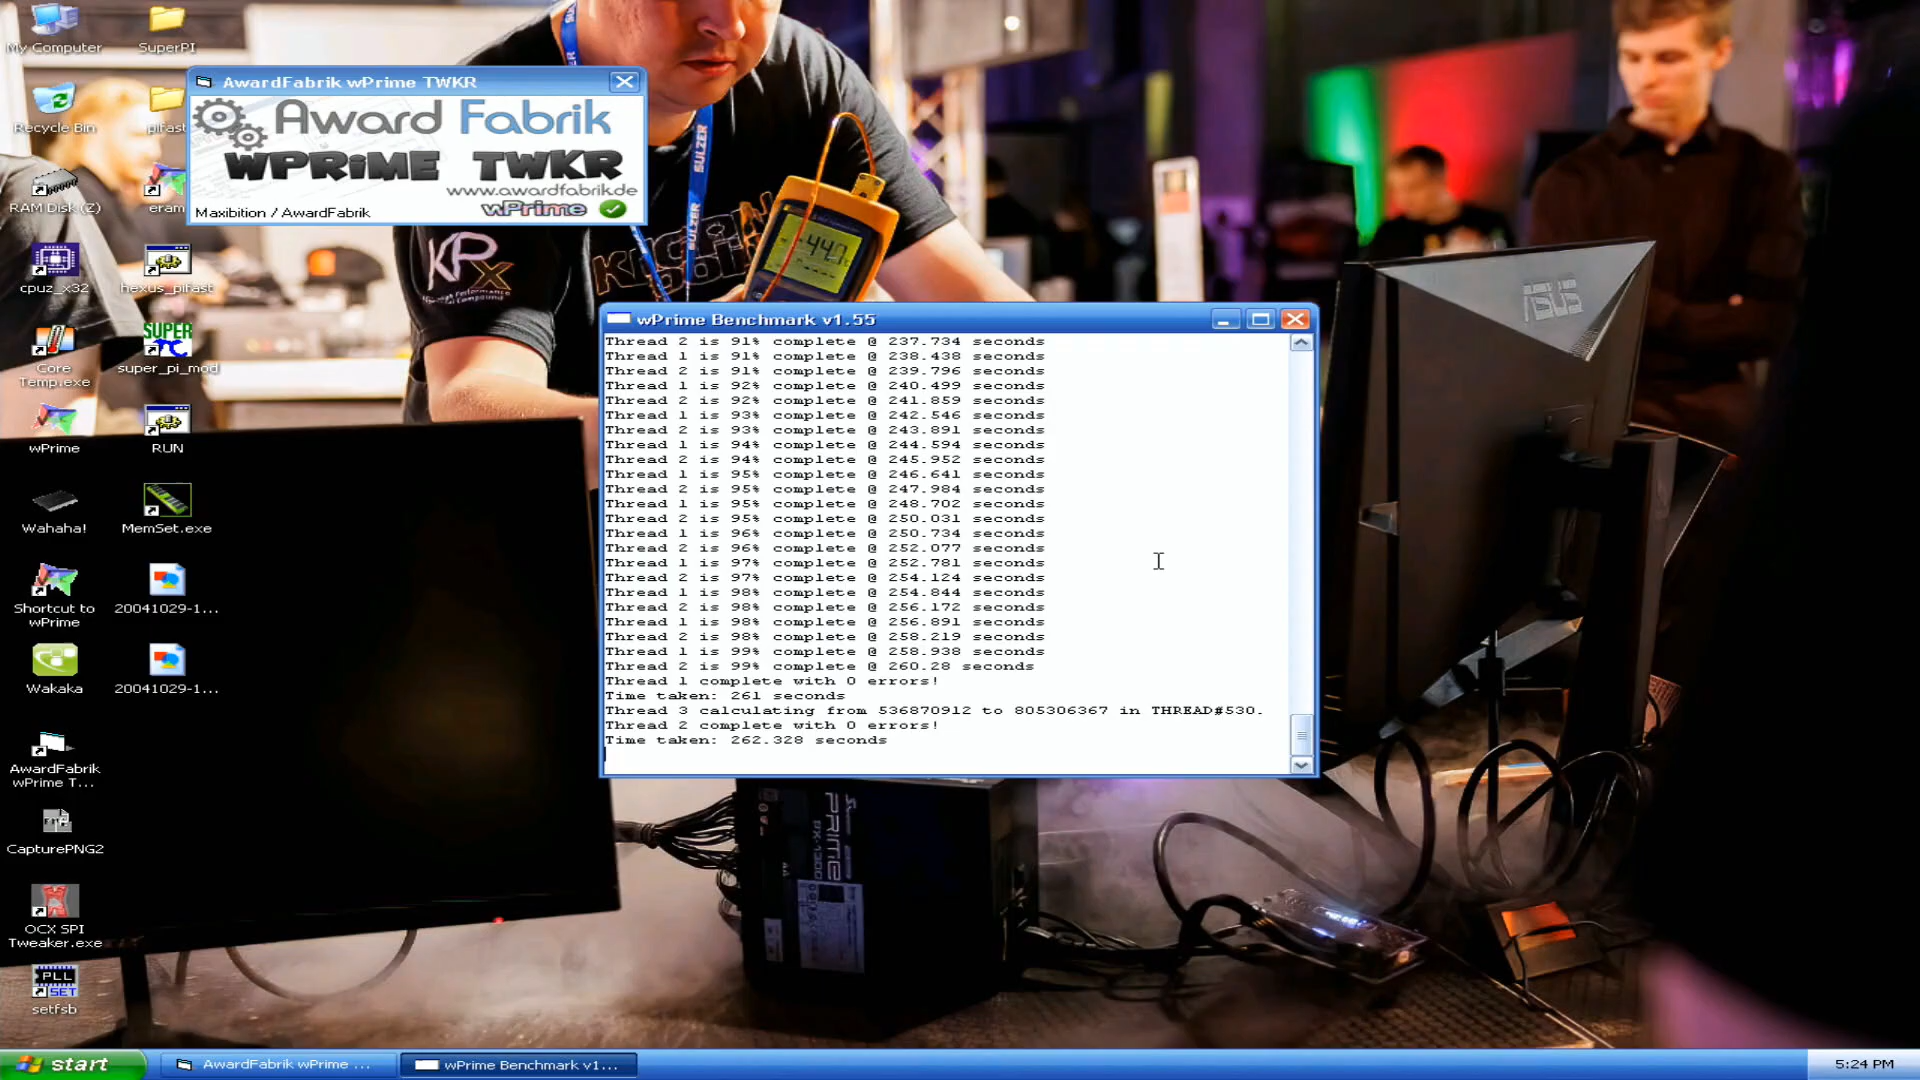 My Computer
SuperPI
Recycle Bin
pifast
RAM Disk (Z)
eram
cpuz_x32
hexus_pifast
Core
Temp.exe
super_pi_mod
SUPER
wPrime
RUN
Wahaha!
MemSet.exe
Shortcut to
wPrime
20041029-1...
Wakaka
20041029-1...
AwardFabrik
wPrime T...
CapturePNG2
OCX SPI
Tweaker.exe
PLL
SET
setfsb
AwardFabrik wPrime TWKR
Award Fabrik
WPRiME TWKR
www.awardfabrik.de
wPrime
Maxibition / AwardFabrik
SULZER
KPx
-44.
ASUS
wPrime Benchmark v1.55
Thread 2 is 91% complete @ 237.734 seconds
Thread 1 is 91% complete @ 238.438 seconds
Thread 2 is 91% complete @ 239.796 seconds
Thread 1 is 92% complete @ 240.499 seconds
Thread 2 is 92% complete @ 241.859 seconds
Thread 1 is 93% complete @ 242.546 seconds
Thread 2 is 93% complete @ 243.891 seconds
Thread 1 is 94% complete @ 244.594 seconds
Thread 2 is 94% complete @ 245.952 seconds
Thread 1 is 95% complete @ 246.641 seconds
Thread 2 is 95% complete @ 247.984 seconds
Thread 1 is 95% complete @ 248.702 seconds
Thread 2 is 95% complete @ 250.031 seconds
Thread 1 is 96% complete @ 250.734 seconds
Thread 2 is 96% complete @ 252.077 seconds
Thread 1 is 97% complete @ 252.781 seconds
Thread 2 is 97% complete @ 254.124 seconds
Thread 1 is 98% complete @ 254.844 seconds
Thread 2 is 98% complete @ 256.172 seconds
Thread 1 is 98% complete @ 256.891 seconds
Thread 2 is 98% complete @ 258.219 seconds
Thread 1 is 99% complete @ 258.938 seconds
Thread 2 is 99% complete @ 260.28 seconds
Thread 1 complete with 0 errors!
Time taken: 261 seconds
Thread 3 calculating from 536870912 to 805306367 in THREAD#530.
Thread 2 complete with 0 errors!
Time taken: 262.328 seconds
PRIME
PX-1300
start
AwardFabrik wPrime ...
wPrime Benchmark v1...
5:24 PM